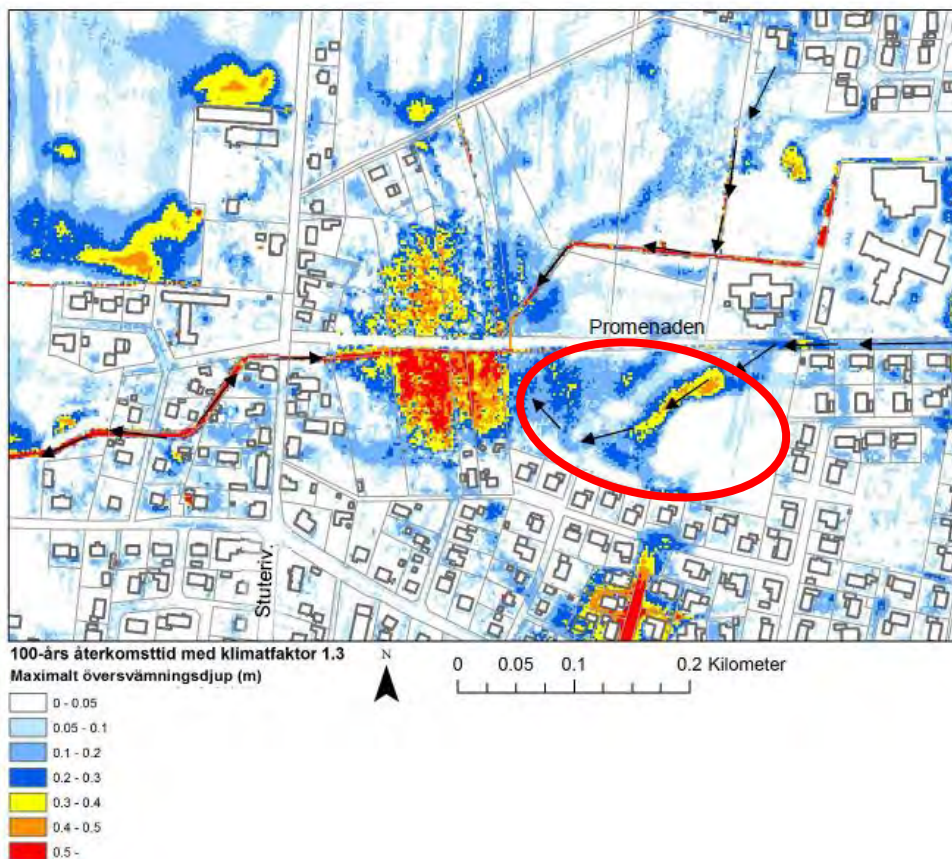 Promenaden
Stuteriv.
100-års återkomsttid med klimatfaktor 1.3
Maximalt översvämningsdjup (m)
0 - 0.05
0.05 - 0.1
0.1 - 0.2
0.2 - 0.3
0.3 - 0.4
0.4 - 0.5
0.5 -
N
0 0.05 0.1 0.2 Kilometer